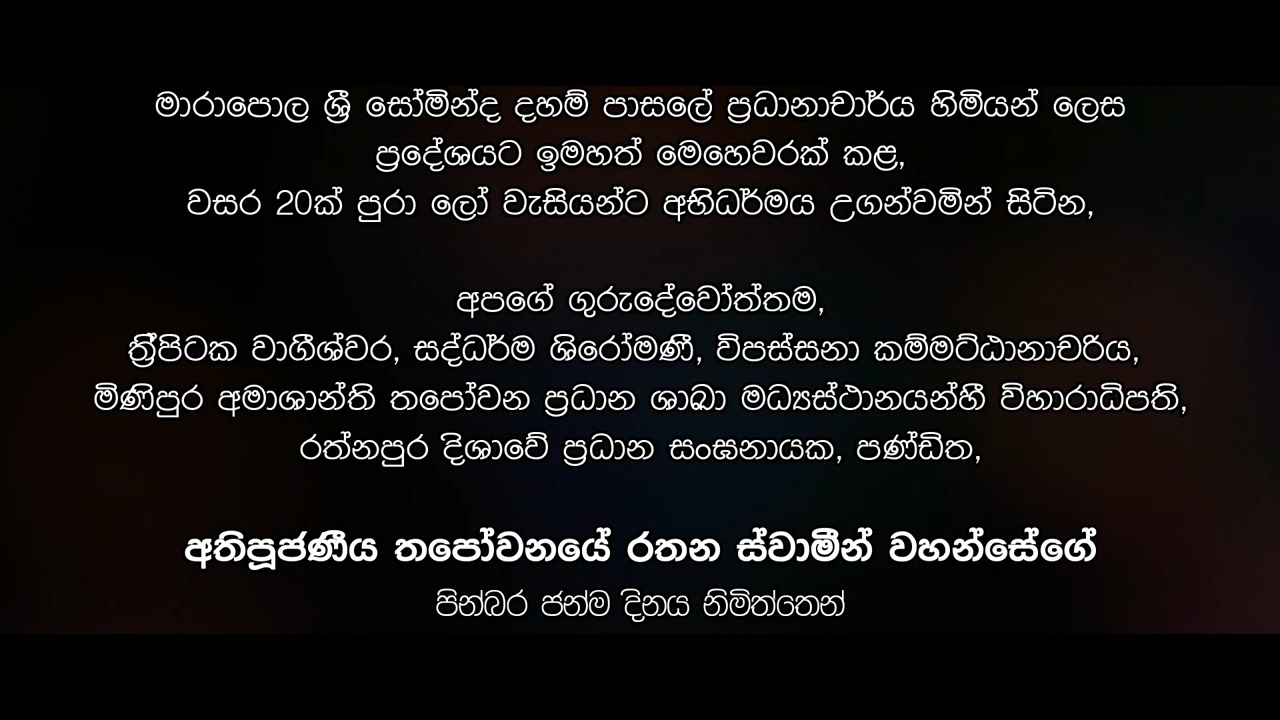 මාරාපොල ශ්‍රී සෝමින්ද දහම් පාසලේ ප්‍රධානාචාර්ය හිමියන් ලෙස
ප්‍රදේශයට ඉමහත් මෙහෙවරක් කළ,
වසර 20ක් පුරා ලෝ වැසියන්ට අභිධර්මය උගන්වමින් සිටින,
අපගේ ගුරුදේවෝත්තම,
ත්‍රිපිටක වාගීශ්වර, සද්ධර්ම ශිරෝමණී, විපස්සනා කම්මට්ඨානාචරිය,
මිණිපුර අමාශාන්ති තපෝවන ප්‍රධාන ශාඛා මධ්‍යස්ථානයන්හී විහාරාධිපති,
රත්නපුර දිශාවේ ප්‍රධාන සංඝනායක, පණ්ඩිත,
අතිපූජණීය තපෝවනයේ රතන ස්වාමීන් වහන්සේගේ
පින්බර ජන්ම දිනය නිමිත්තෙන්